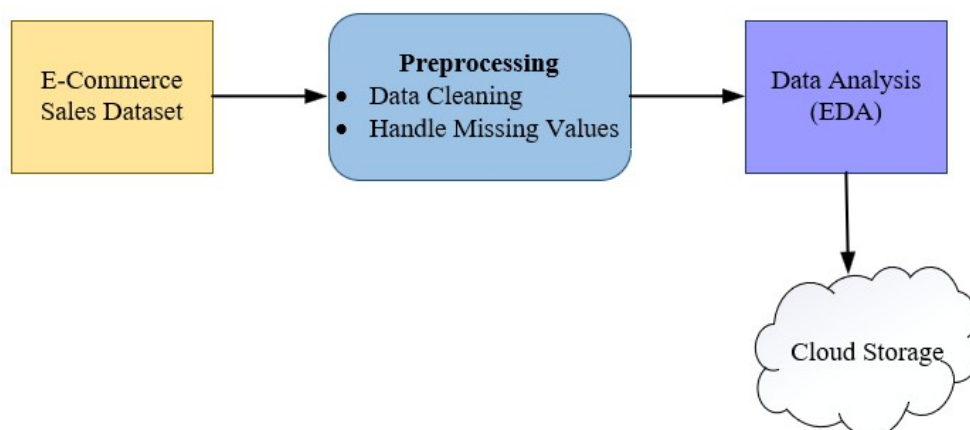 E-Commerce
Sales Dataset
Preprocessing
• Data Cleaning
• Handle Missing Values
Data Analysis
(EDA)
Cloud Storage